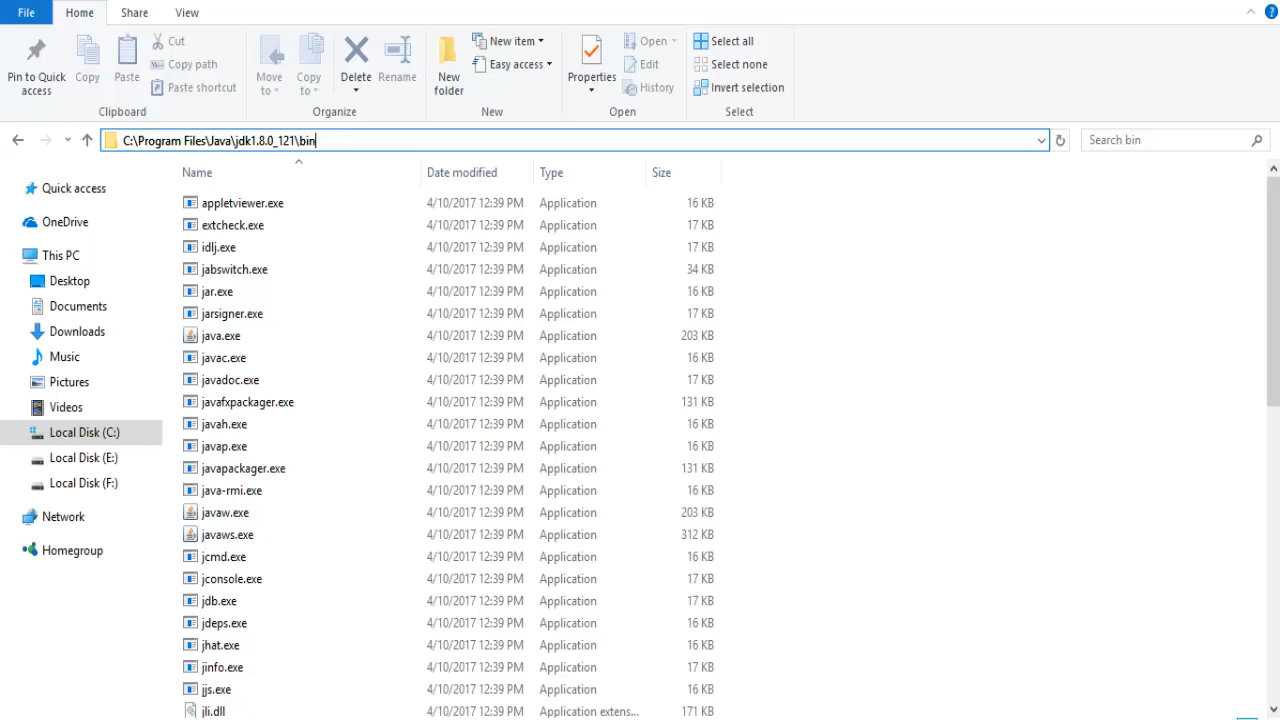 File Home Share View
Pin to Quick access
Copy
Paste
Cut
Copy path
Paste shortcut
Clipboard
Move to
Copy to
Delete
Rename
Organize
New folder
New item
Easy access
New
Properties
Open
Edit
History
Open
Select all
Select none
Invert selection
Select
C:\Program Files\Java\jdk1.8.0_121\bin
Search bin
Quick access
OneDrive
This PC
Desktop
Documents
Downloads
Music
Pictures
Videos
Local Disk (C:)
Local Disk (E:)
Local Disk (F:)
Network
Homegroup
Name Date modified Type Size
appletviewer.exe 4/10/2017 12:39 PM Application 16 KB
extcheck.exe 4/10/2017 12:39 PM Application 17 KB
idlj.exe 4/10/2017 12:39 PM Application 17 KB
jabswitch.exe 4/10/2017 12:39 PM Application 34 KB
jar.exe 4/10/2017 12:39 PM Application 16 KB
jarsigner.exe 4/10/2017 12:39 PM Application 17 KB
java.exe 4/10/2017 12:39 PM Application 203 KB
javac.exe 4/10/2017 12:39 PM Application 16 KB
javadoc.exe 4/10/2017 12:39 PM Application 17 KB
javafxpackager.exe 4/10/2017 12:39 PM Application 131 KB
javah.exe 4/10/2017 12:39 PM Application 16 KB
javap.exe 4/10/2017 12:39 PM Application 16 KB
javapackager.exe 4/10/2017 12:39 PM Application 131 KB
java-rmi.exe 4/10/2017 12:39 PM Application 16 KB
javaw.exe 4/10/2017 12:39 PM Application 203 KB
javaws.exe 4/10/2017 12:39 PM Application 312 KB
jcmd.exe 4/10/2017 12:39 PM Application 16 KB
jconsole.exe 4/10/2017 12:39 PM Application 17 KB
jdb.exe 4/10/2017 12:39 PM Application 17 KB
jdeps.exe 4/10/2017 12:39 PM Application 16 KB
jhat.exe 4/10/2017 12:39 PM Application 16 KB
jinfo.exe 4/10/2017 12:39 PM Application 17 KB
jjs.exe 4/10/2017 12:39 PM Application 16 KB
jli.dll 4/10/2017 12:39 PM Application extens... 171 KB